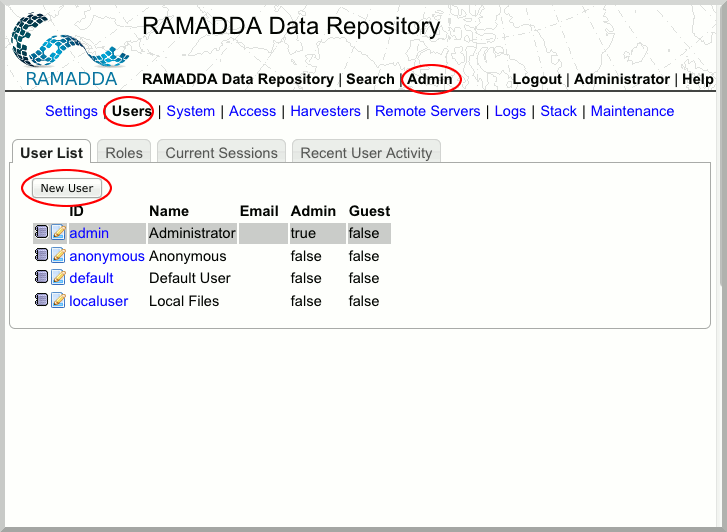 RAMADDA Data Repository
RAMADDA
RAMADDA Data Repository | Search | Admin
Logout | Administrator | Help
Settings | Users | System | Access | Harvesters | Remote Servers | Logs | Stack | Maintenance
User List Roles Current Sessions Recent User Activity
New User
ID Name Email Admin Guest
admin Administrator true false
anonymous Anonymous false false
default Default User false false
localuser Local Files false false